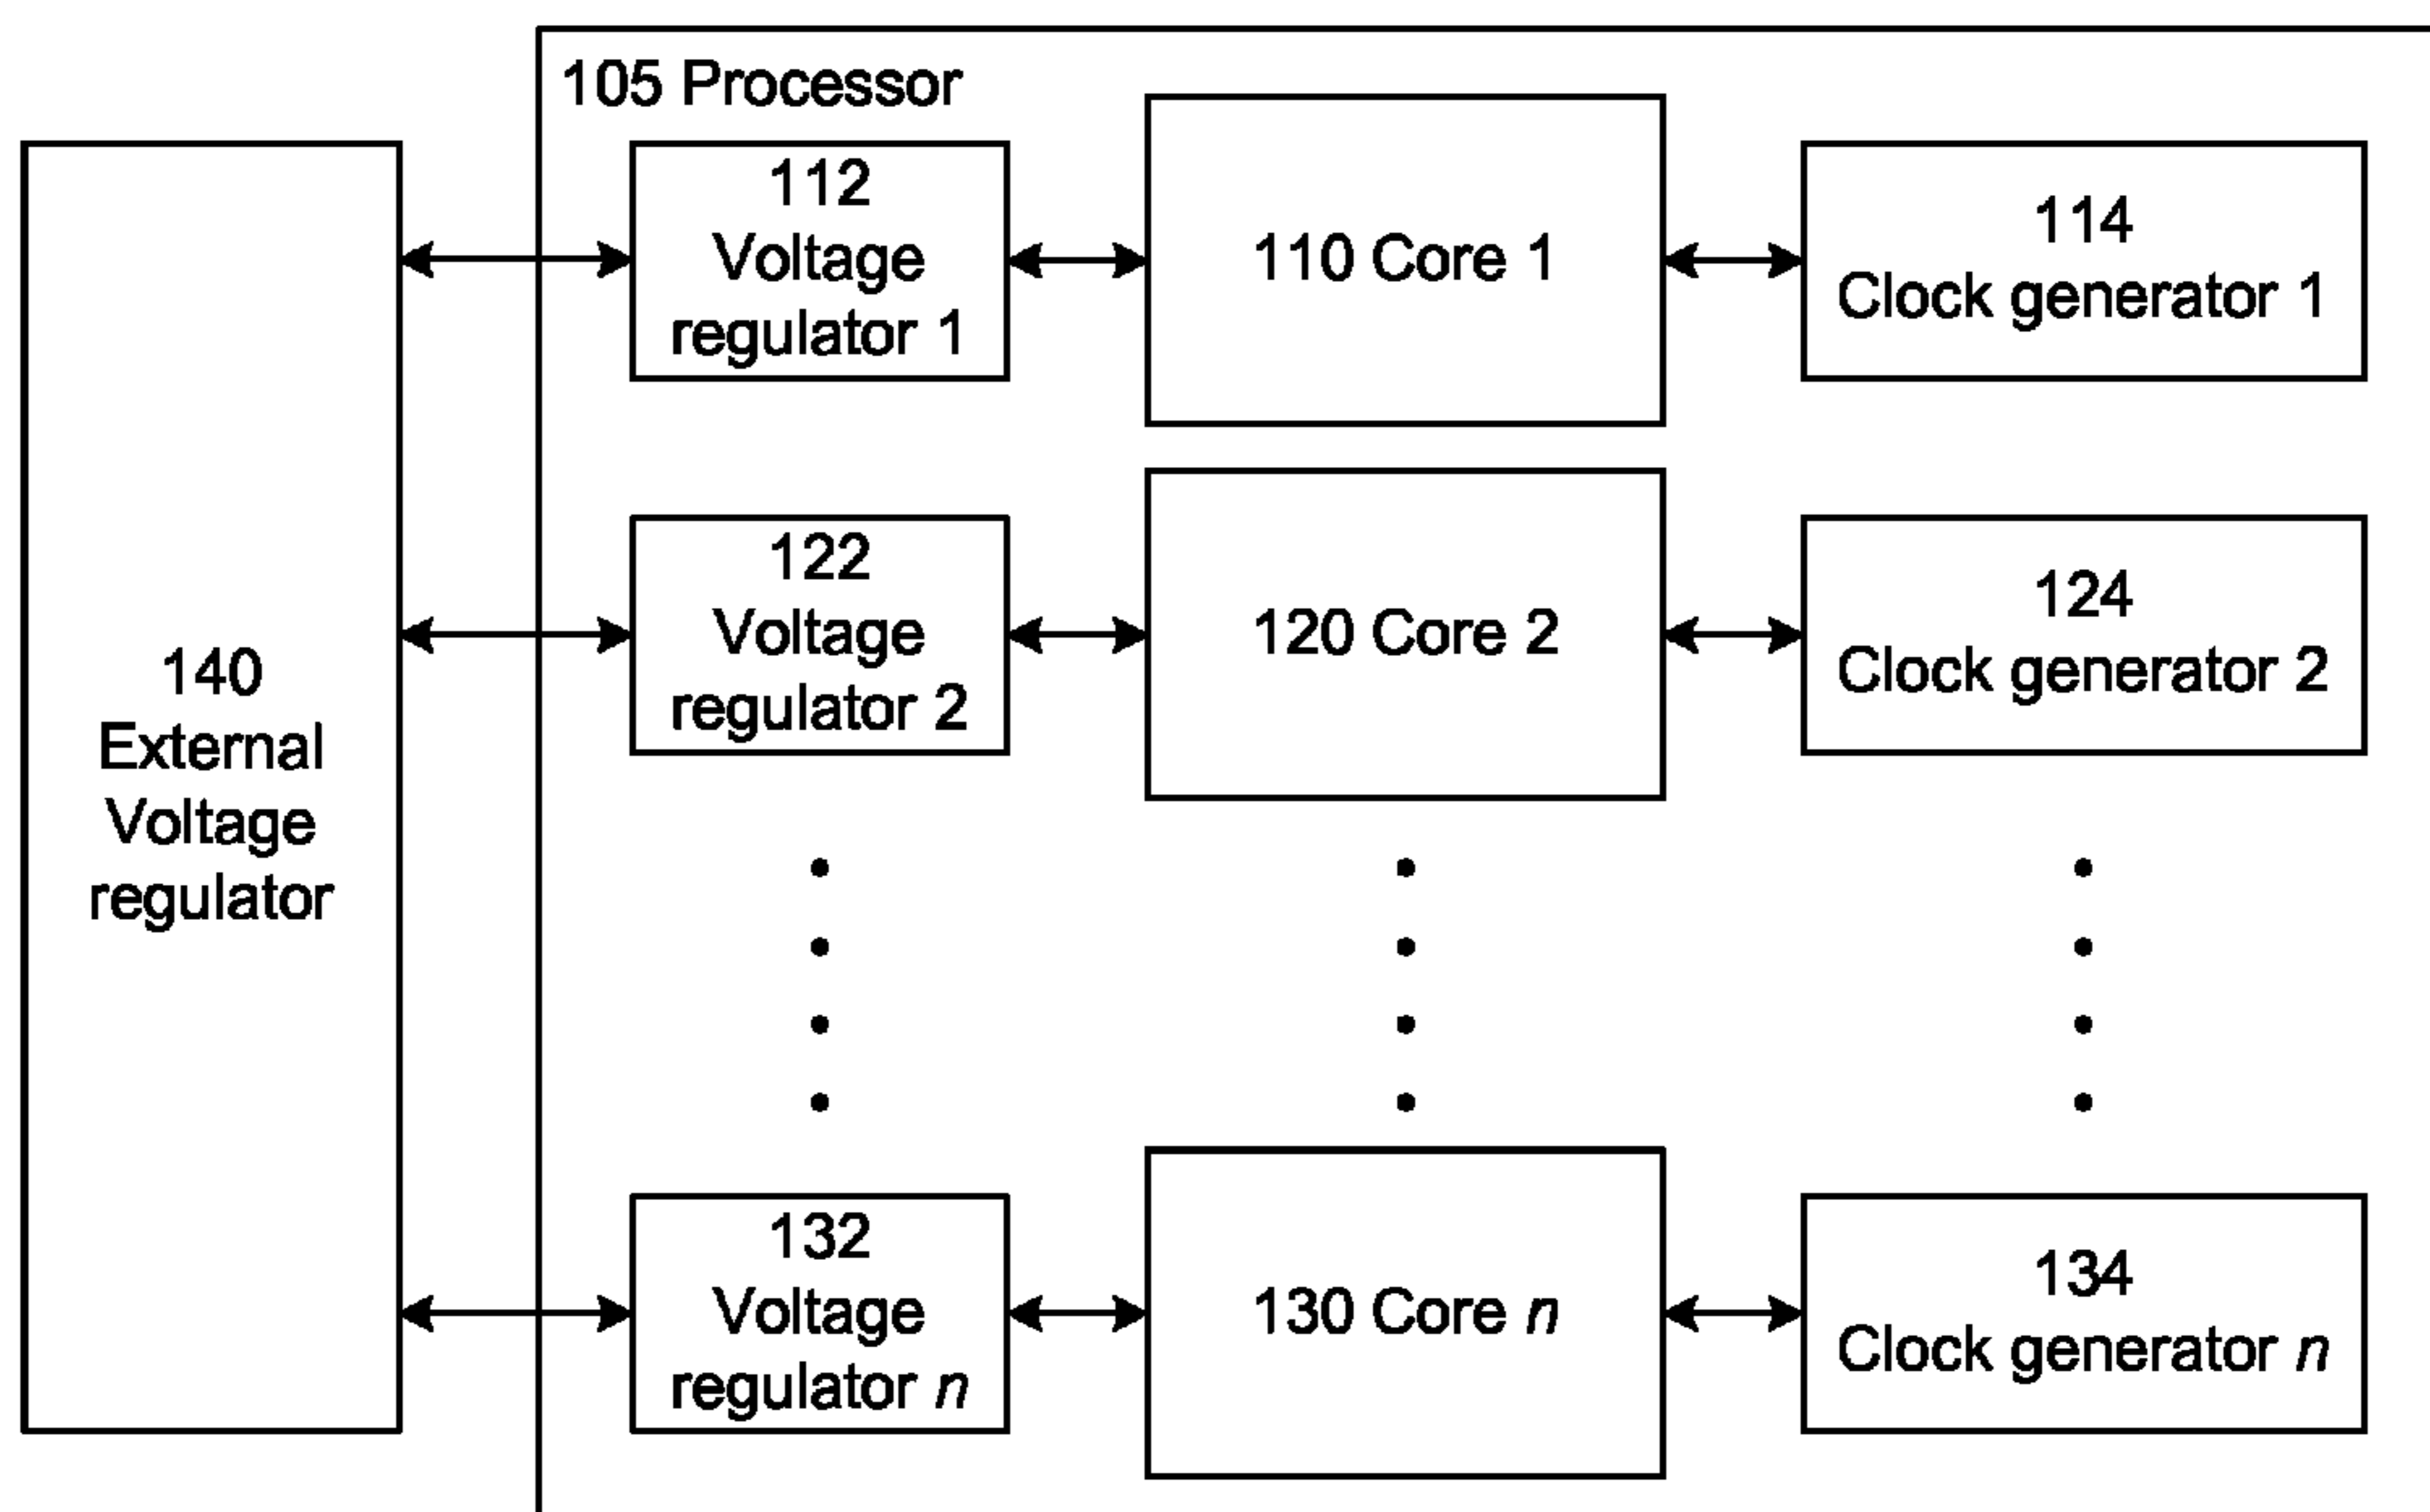 105 Processor
112
Voltage
regulator 1
110 Core 1
114
Clock generator 1
122
Voltage
regulator 2
120 Core 2
124
Clock generator 2
140
External
Voltage
regulator
132
Voltage
regulator n
130 Core n
134
Clock generator n